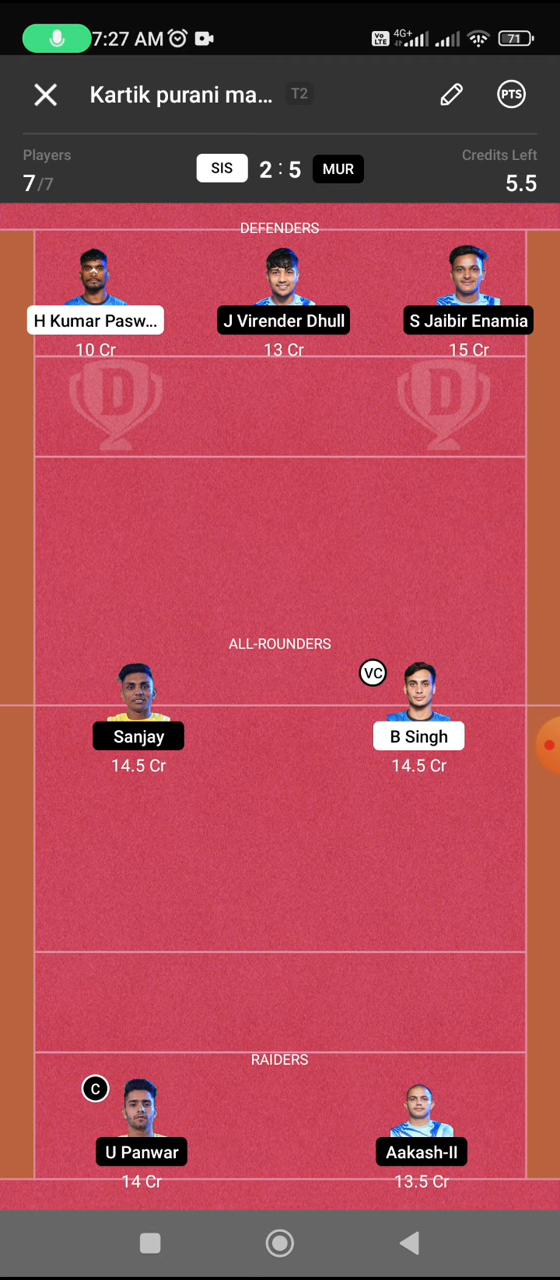 7:27 AM
Vo LTE 4G+ 71
Kartik purani ma... T2
PTS
Players
Credits Left
7/7
SIS 2 : 5 MUR
5.5
DEFENDERS
H Kumar Pasw... J Virender Dhull S Jaibir Enamia
10 Cr 13 Cr 15 Cr
D D
ALL-ROUNDERS
VC
Sanjay B Singh
14.5 Cr 14.5 Cr
RAIDERS
C
U Panwar Aakash-II
14 Cr 13.5 Cr